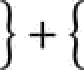 } + {